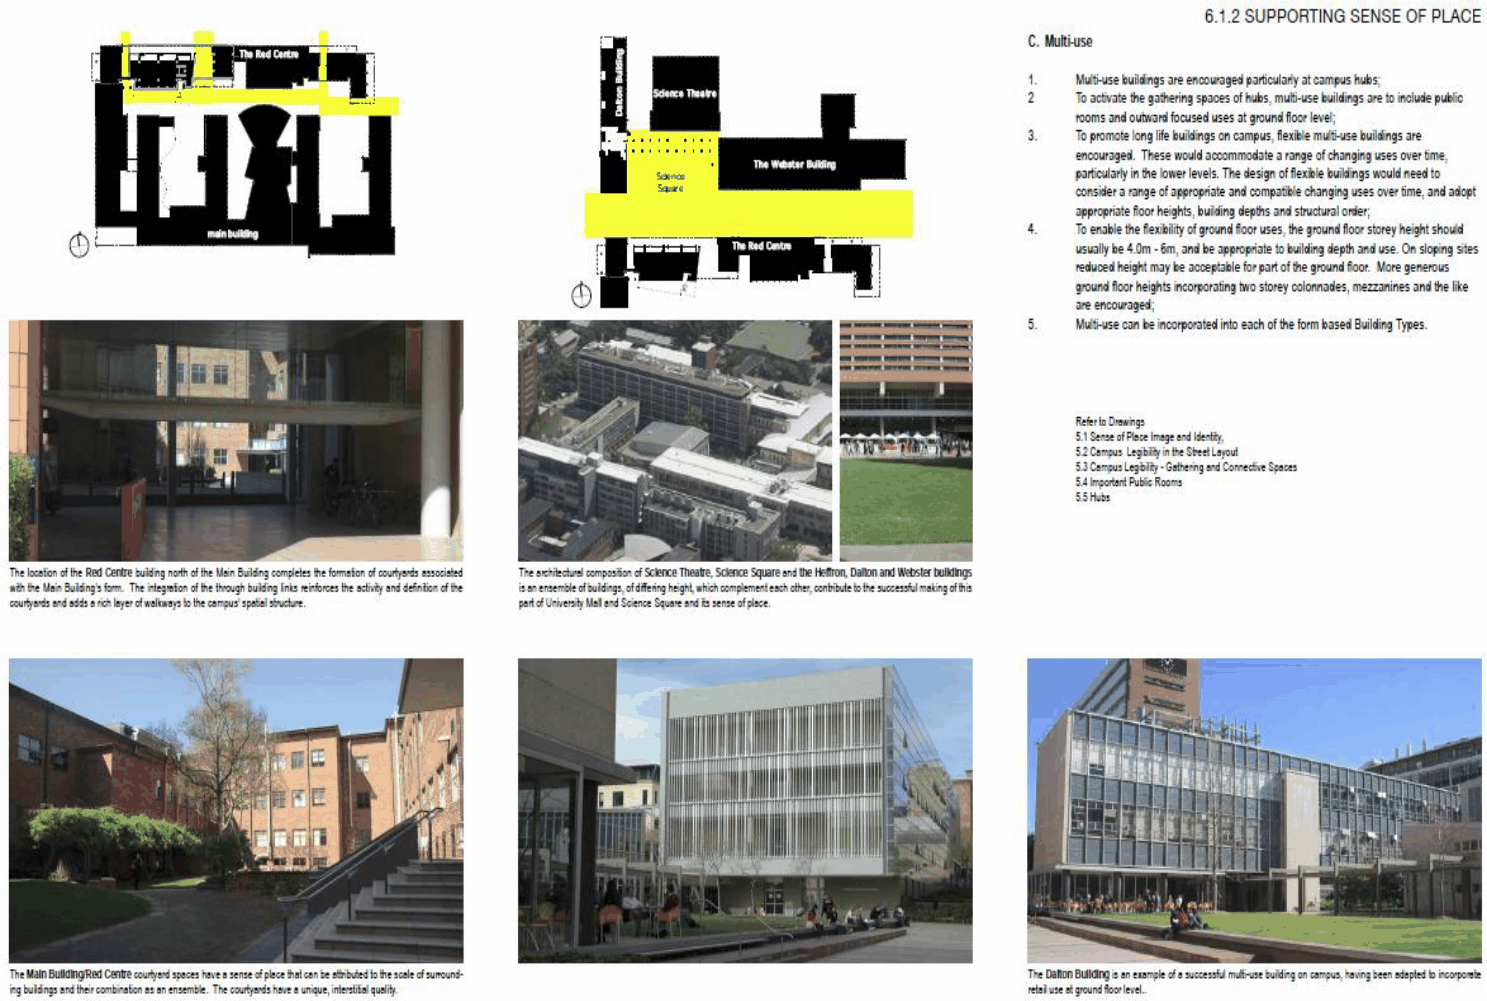 6.1.2 SUPPORTING SENSE OF PLACE
The Red Centre
main building
Dalton Building
Science Theatre
The Webster Building
Science
Square
The Red Centre
C. Multi-use
1. Multi-use buildings are encouraged particularly at campus hubs;
2 To activate the gathering spaces of hubs, multi-use buildings are to include public
rooms and outward focused uses at ground floor level;
3. To promote long life buildings on campus, flexible multi-use buildings are
encouraged. These would accommodate a range of changing uses over time,
particularly in the lower levels. The design of flexible buildings would need to
consider a range of appropriate and compatible changing uses over time, and adopt
appropriate floor heights, building depths and structural order;
4. To enable the flexibility of ground floor uses, the ground floor storey height should
usually be 4.0m - 6m, and be appropriate to building depth and use. On sloping sites
reduced height may be acceptable for part of the ground floor. More generous
ground floor heights incorporating two storey colonnades, mezzanines and the like
are encouraged;
5. Multi-use can be incorporated into each of the form based Building Types.
Refer to Drawings
5.1 Sense of Place Image and Identity,
5.2 Campus Legibility in the Street Layout
5.3 Campus Legibility - Gathering and Connective Spaces
5.4 Important Public Rooms
5.5 Hubs
The location of the Red Centre building north of the Main Building completes the formation of courtyards associated
with the Main Building's form. The integration of the through building links reinforces the activity and definition of the
courtyards and adds a rich layer of walkways to the campus' spatial structure.
The architectural composition of Science Theatre, Science Square and the Heffron, Dalton and Webster buildings
is an ensemble of buildings, of differing height, which complement each other, contribute to the successful making of this
part of University Mall and Science Square and its sense of place.
The Main Building/Red Centre courtyard spaces have a sense of place that can be attributed to the scale of surround-
ing buildings and their combination as an ensemble. The courtyards have a unique, interstitial quality.
The Dalton Building is an example of a successful multi-use building on campus, having been adapted to incorporate
retail use at ground floor level..